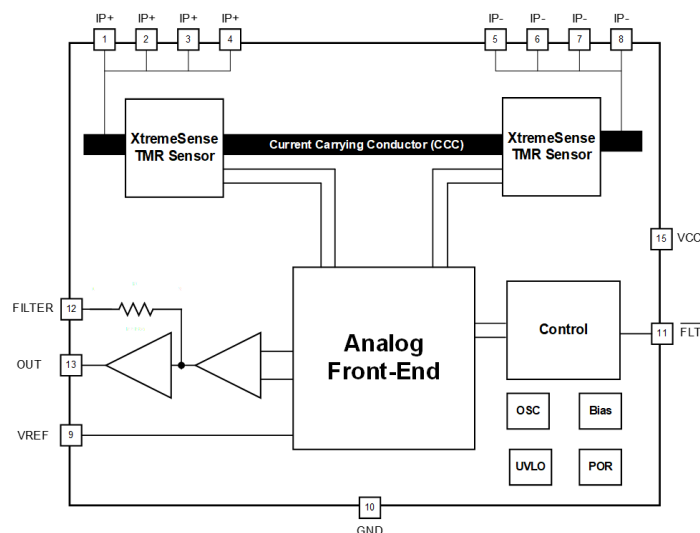 IP+ IP+ IP+ IP+ IP- IP- IP- IP-
1 2 3 4 5 6 7 8
XtremeSense
TMR Sensor
Current Carrying Conductor (CCC)
XtremeSense
TMR Sensor
15 VCC
FILTER 12
Analog
Front-End
Control
11 FLT
OUT 13
OSC
Bias
VREF 9
UVLO
POR
10
GND